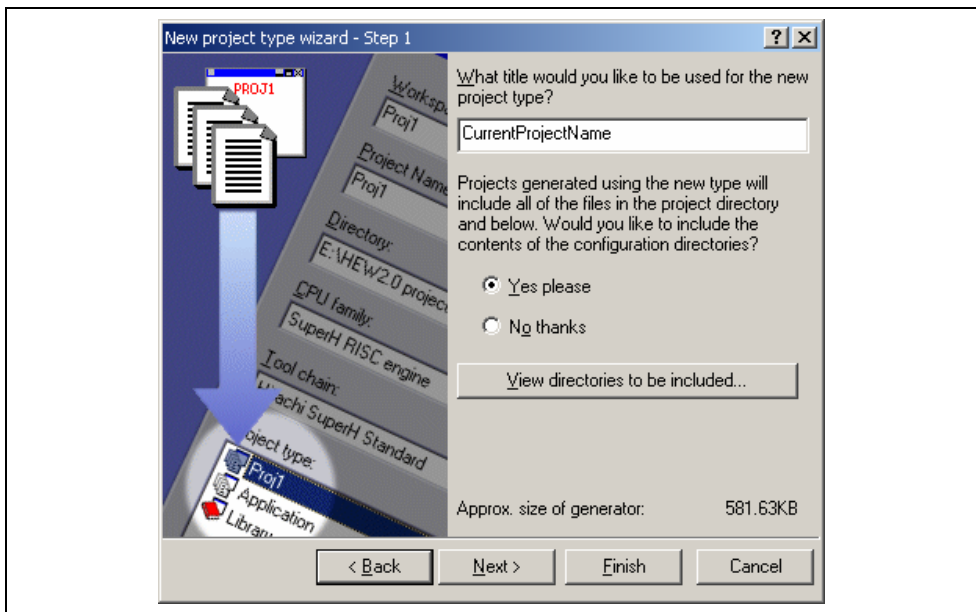 New project type wizard - Step 1
PROJ1
Proj1
Project Name
Proj1
Directory:
E:\HEW2.0
CPU family:
SuperH RISC engine
Tool chain:
Hitachi SuperH Standard
type:
Proj1
Application
What title would you like to be used for the new
project type?
CurrentProjectName
Projects generated using the new type will
include all of the files in the project directory
and below. Would you like to include the
contents of the configuration directories?
Yes please
No thanks
View directories to be included...
Approx. size of generator: 581.63KB
< Back Next > Finish Cancel